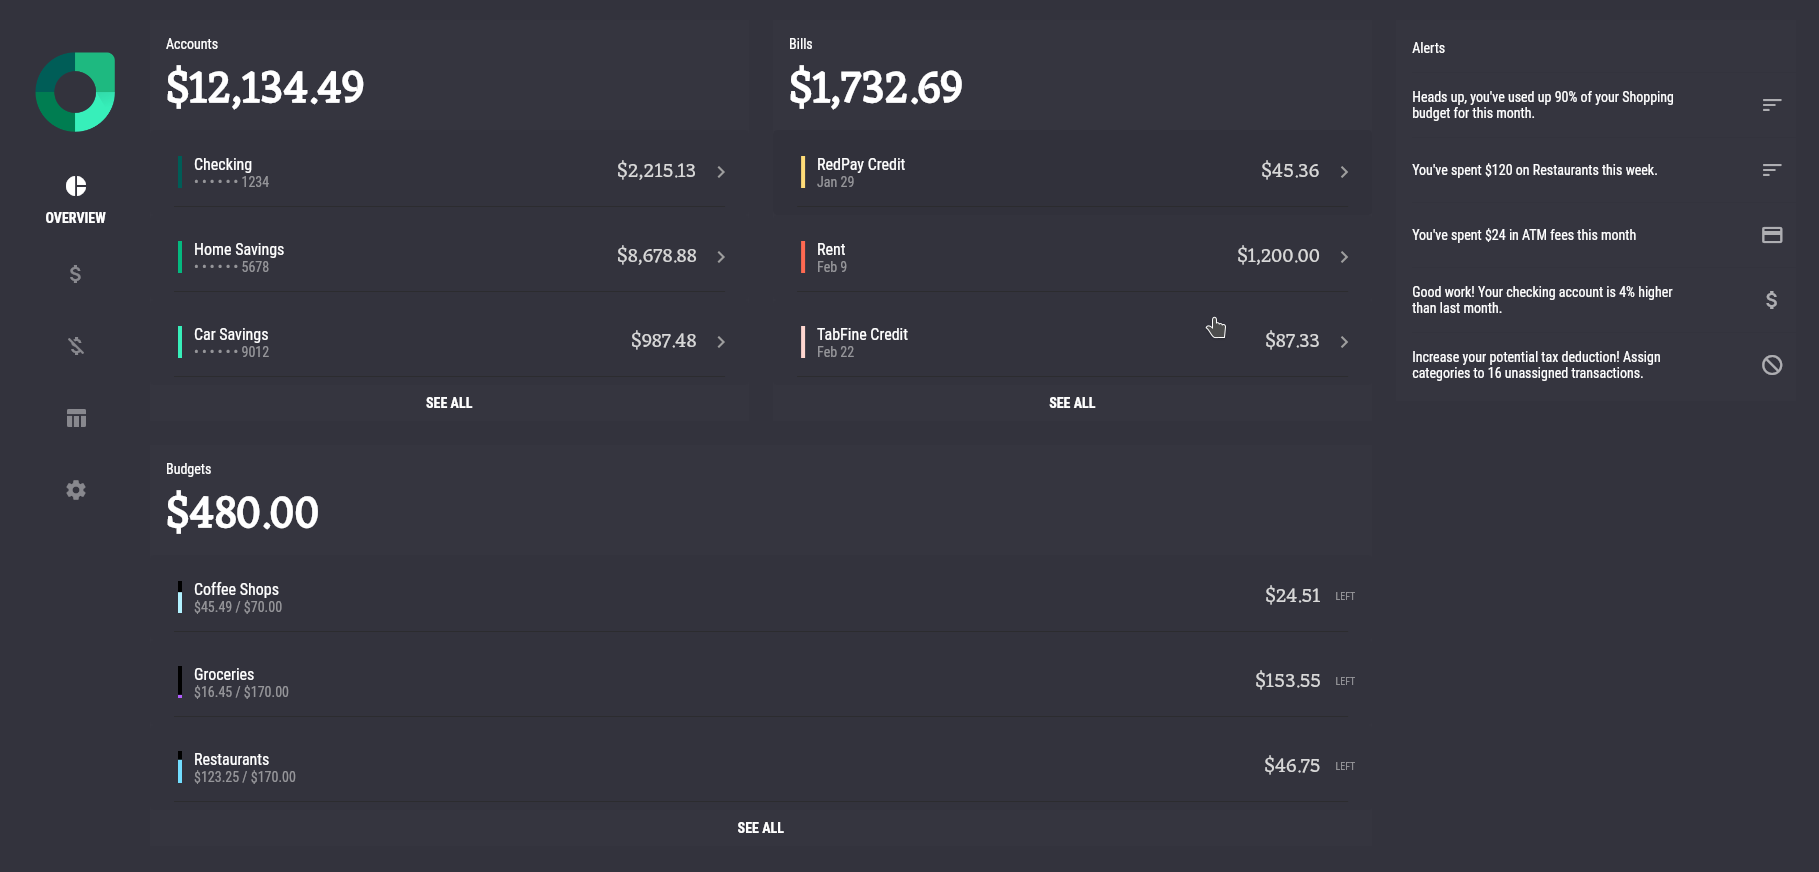 OVERVIEW
Accounts
$12,134.49
Checking
$2,215.13
• • • • • • 1234
Home Savings
$8,678.88
• • • • • • 5678
Car Savings
$987.48
• • • • • • 9012
SEE ALL
Bills
$1,732.69
RedPay Credit
$45.36
Jan 29
Rent
$1,200.00
Feb 9
TabFine Credit
$87.33
Feb 22
SEE ALL
Alerts
Heads up, you've used up 90% of your Shopping
budget for this month.
You've spent $120 on Restaurants this week.
You've spent $24 in ATM fees this month
Good work! Your checking account is 4% higher
than last month.
Increase your potential tax deduction! Assign
categories to 16 unassigned transactions.
Budgets
$480.00
Coffee Shops
$45.49 / $70.00
$24.51 LEFT
Groceries
$16.45 / $170.00
$153.55 LEFT
Restaurants
$123.25 / $170.00
$46.75 LEFT
SEE ALL